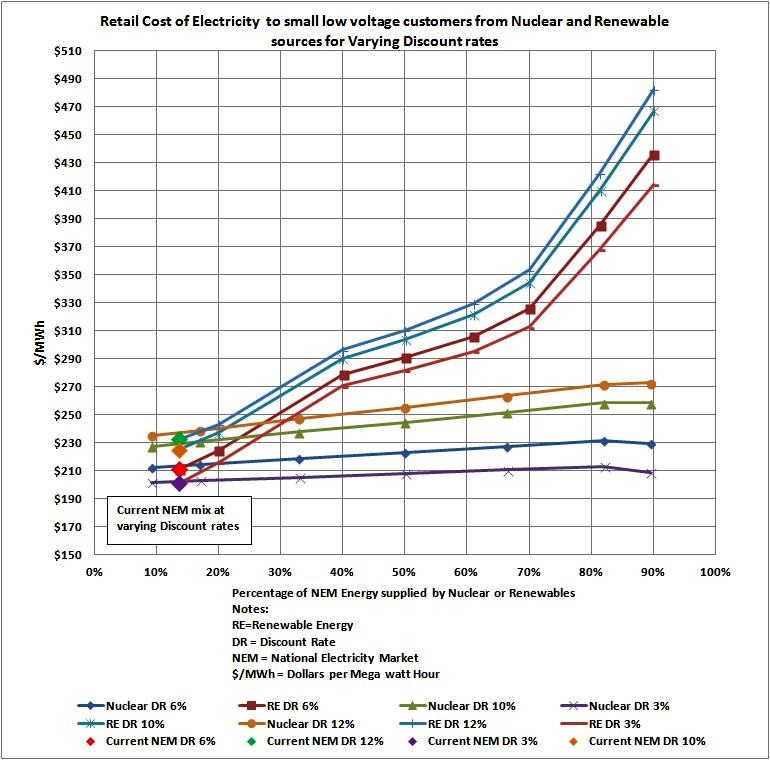 Retail Cost of Electricity to small low voltage customers from Nuclear and Renewable
sources for Varying Discount rates
$510
$490
$470
$450
$430
$410
$390
$370
$350
$330
$310
$290
$270
$250
$230
$210
$190
$170
$150
$/MWh
Current NEM mix at
varying Discount rates
0% 10% 20% 30% 40% 50% 60% 70% 80% 90% 100%
Percentage of NEM Energy supplied by Nuclear or Renewables
Notes:
RE=Renewable Energy
DR = Discount Rate
NEM = National Electricity Market
$/MWh = Dollars per Mega watt Hour
Nuclear DR 6% RE DR 6% Nuclear DR 10% Nuclear DR 3%
RE DR 10% Nuclear DR 12% RE DR 12% RE DR 3%
Current NEM DR 6% Current NEM DR 12% Current NEM DR 3% Current NEM DR 10%